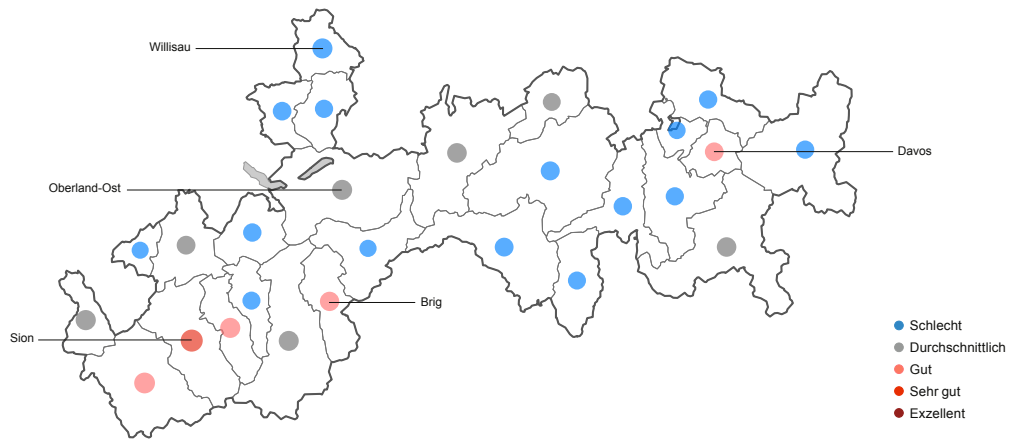 Willisau
Davos
Oberland-Ost
Brig
Sion
Schlecht
Durchschnittlich
Gut
Sehr gut
Exzellent